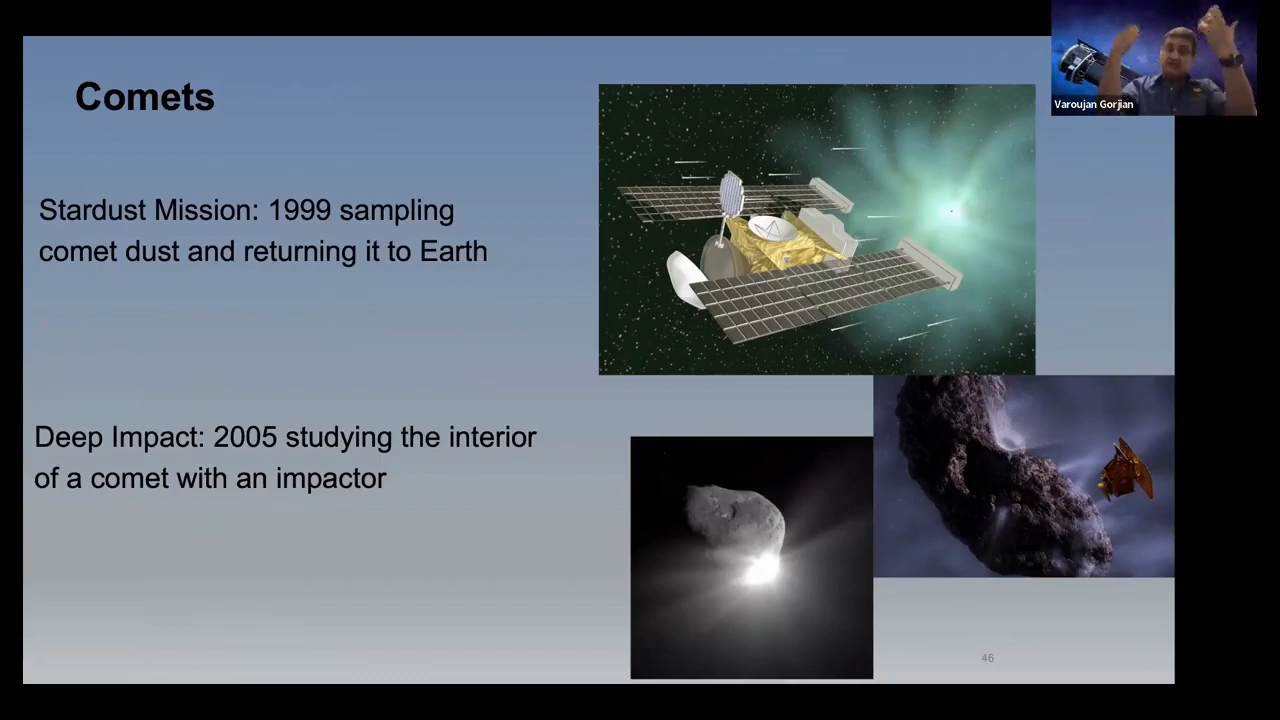 Comets
Varoujan Gorjian
Stardust Mission: 1999 sampling
comet dust and returning it to Earth
Deep Impact: 2005 studying the interior
of a comet with an impactor
46